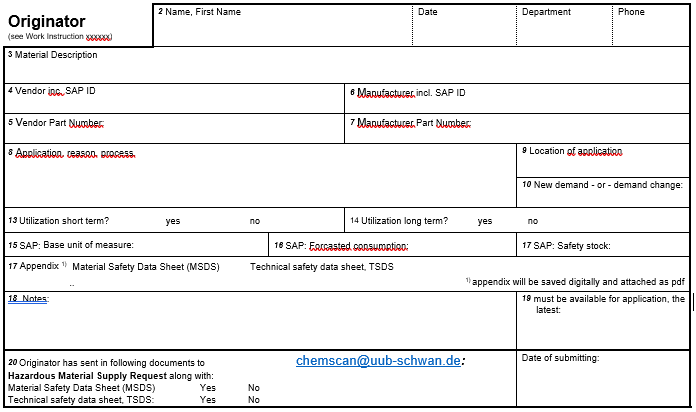 Originator
(see Work Instruction xxxxxx)
2 Name, First Name
Date
Department
Phone
3 Material Description
4 Vendor inc. SAP ID
6 Manufacturer incl. SAP ID
5 Vendor Part Number:
7 Manufacturer Part Number:
8 Application, reason, process,
9 Location of application
10 New demand - or - demand change:
13 Utilization short term? yes no
14 Utilization long term? yes no
15 SAP: Base unit of measure:
16 SAP: Forcasted consumption:
17 SAP: Safety stock:
17 Appendix 1) Material Safety Data Sheet (MSDS) Technical safety data sheet, TSDS
..
1) appendix will be saved digitally and attached as pdf
18 Notes:
19 must be available for application, the
latest:
20 Originator has sent in following documents to chemscan@uub-schwan.de:
Hazardous Material Supply Request along with:
Material Safety Data Sheet (MSDS) Yes No
Technical safety data sheet, TSDS: Yes No
Date of submitting: